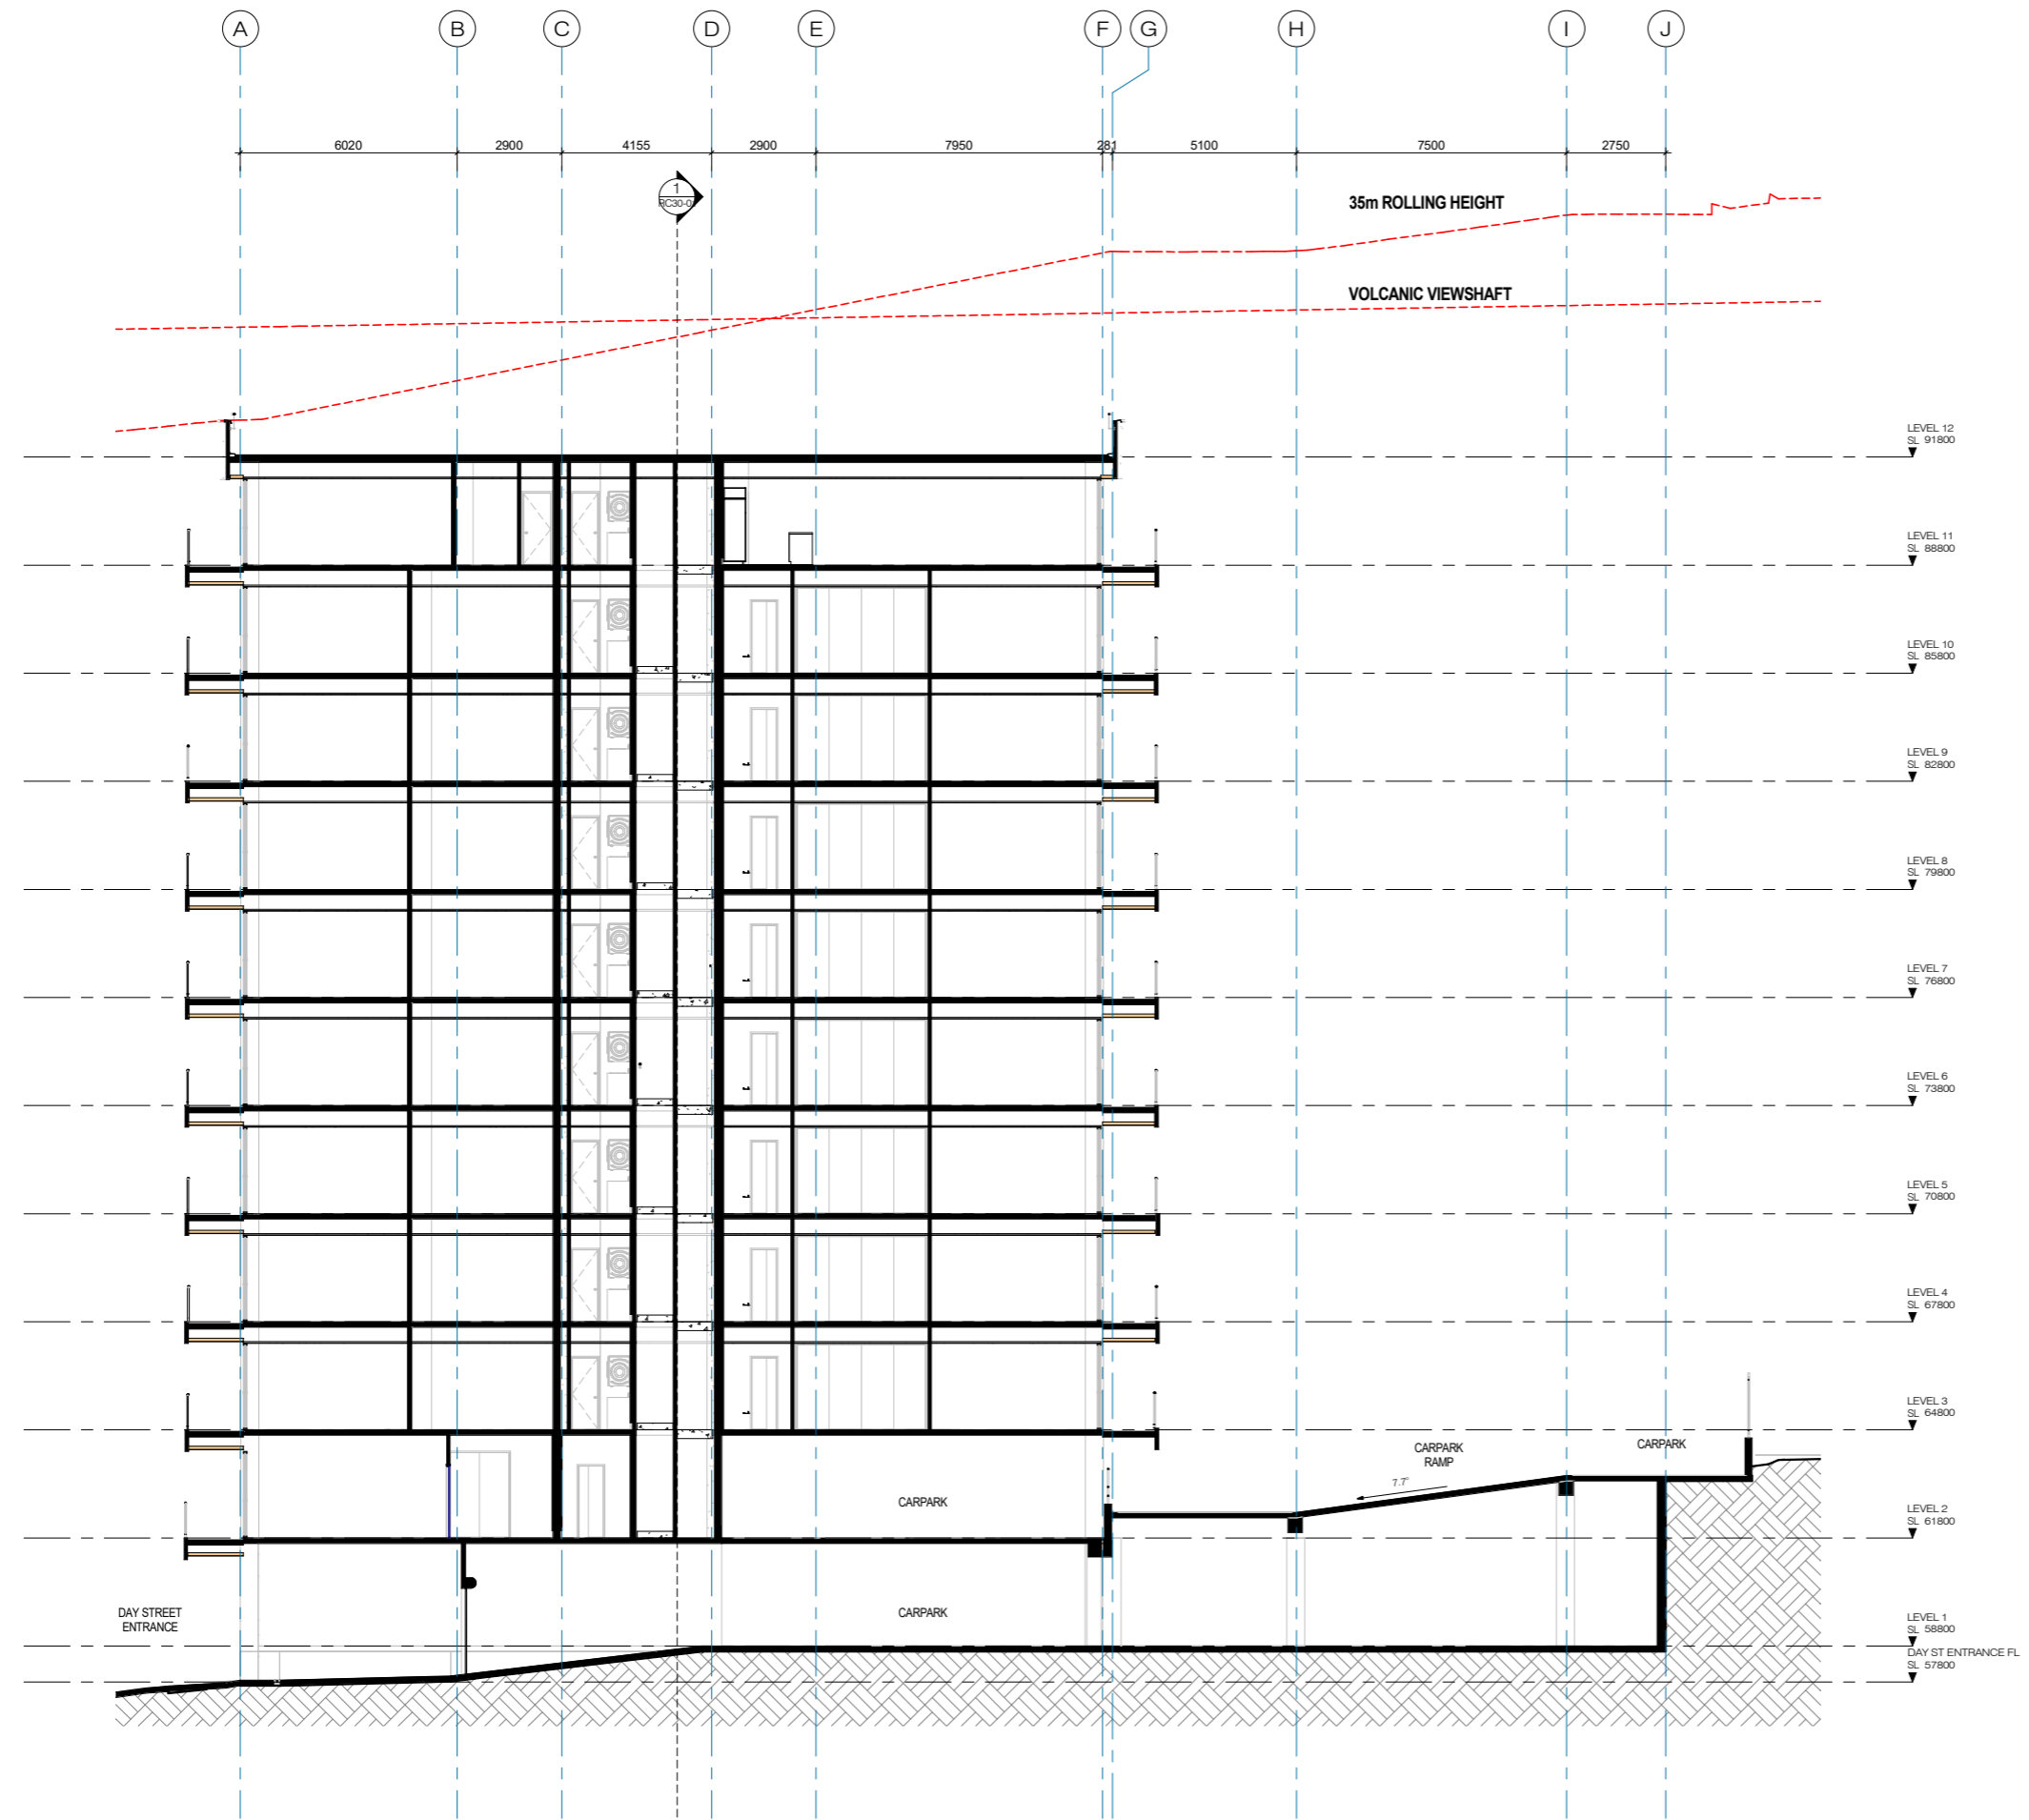 A B C D E F G H I J
6020 2900 4155 2900 7950 281 5100 7500 2750
1
RC30-0
35m ROLLING HEIGHT
VOLCANIC VIEWSHAFT
LEVEL 12
SL 91800
LEVEL 11
SL 88800
LEVEL 10
SL 85800
LEVEL 9
SL 82800
LEVEL 8
SL 79800
LEVEL 7
SL 76800
LEVEL 6
SL 73800
LEVEL 5
SL 70800
LEVEL 4
SL 67800
LEVEL 3
SL 64800
CARPARK
RAMP
CARPARK
7.7°
CARPARK
LEVEL 2
SL 61800
DAY STREET
ENTRANCE
CARPARK
LEVEL 1
SL 58800
DAY ST ENTRANCE FL
SL 57800